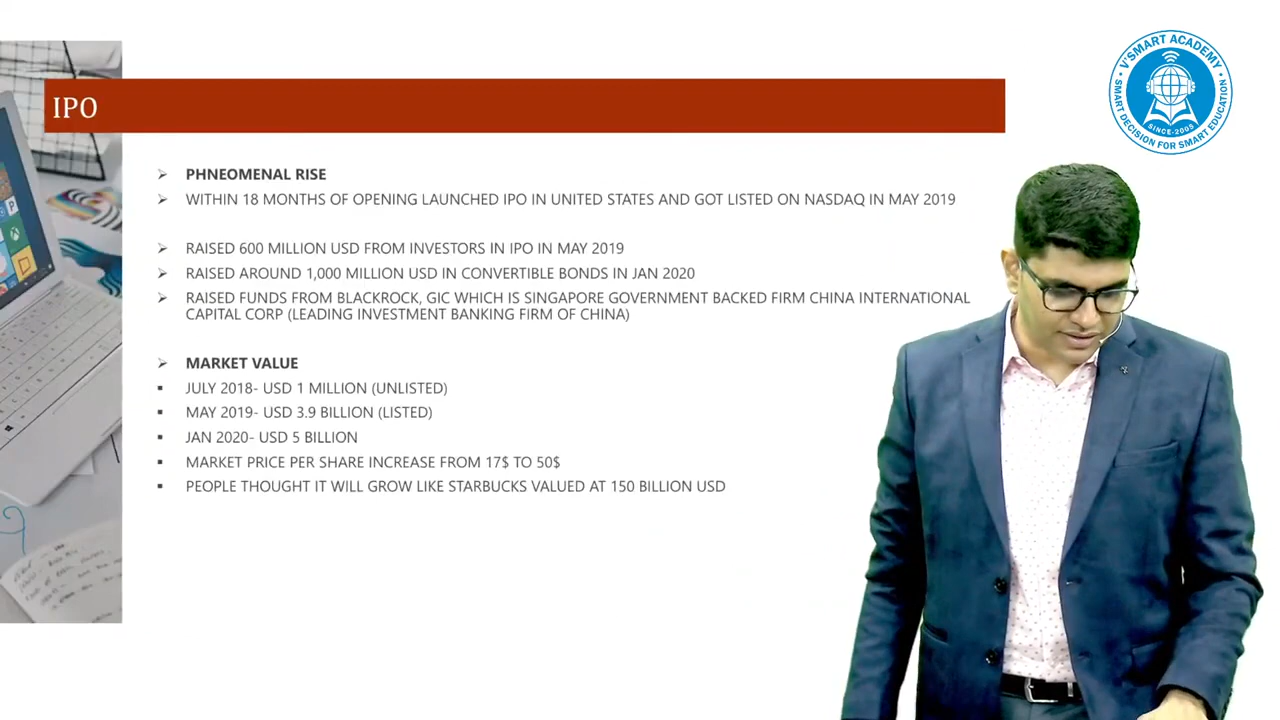 V'SMART ACADEMY
SMART DECISION FOR SMART EDUCATION
SINCE-2005
IPO
PHNEOMENAL RISE
WITHIN 18 MONTHS OF OPENING LAUNCHED IPO IN UNITED STATES AND GOT LISTED ON NASDAQ IN MAY 2019
RAISED 600 MILLION USD FROM INVESTORS IN IPO IN MAY 2019
RAISED AROUND 1,000 MILLION USD IN CONVERTIBLE BONDS IN JAN 2020
RAISED FUNDS FROM BLACKROCK, GIC WHICH IS SINGAPORE GOVERNMENT BACKED FIRM CHINA INTERNATIONAL
CAPITAL CORP (LEADING INVESTMENT BANKING FIRM OF CHINA)
MARKET VALUE
JULY 2018- USD 1 MILLION (UNLISTED)
MAY 2019- USD 3.9 BILLION (LISTED)
JAN 2020- USD 5 BILLION
MARKET PRICE PER SHARE INCREASE FROM 17$ TO 50$
PEOPLE THOUGHT IT WILL GROW LIKE STARBUCKS VALUED AT 150 BILLION USD